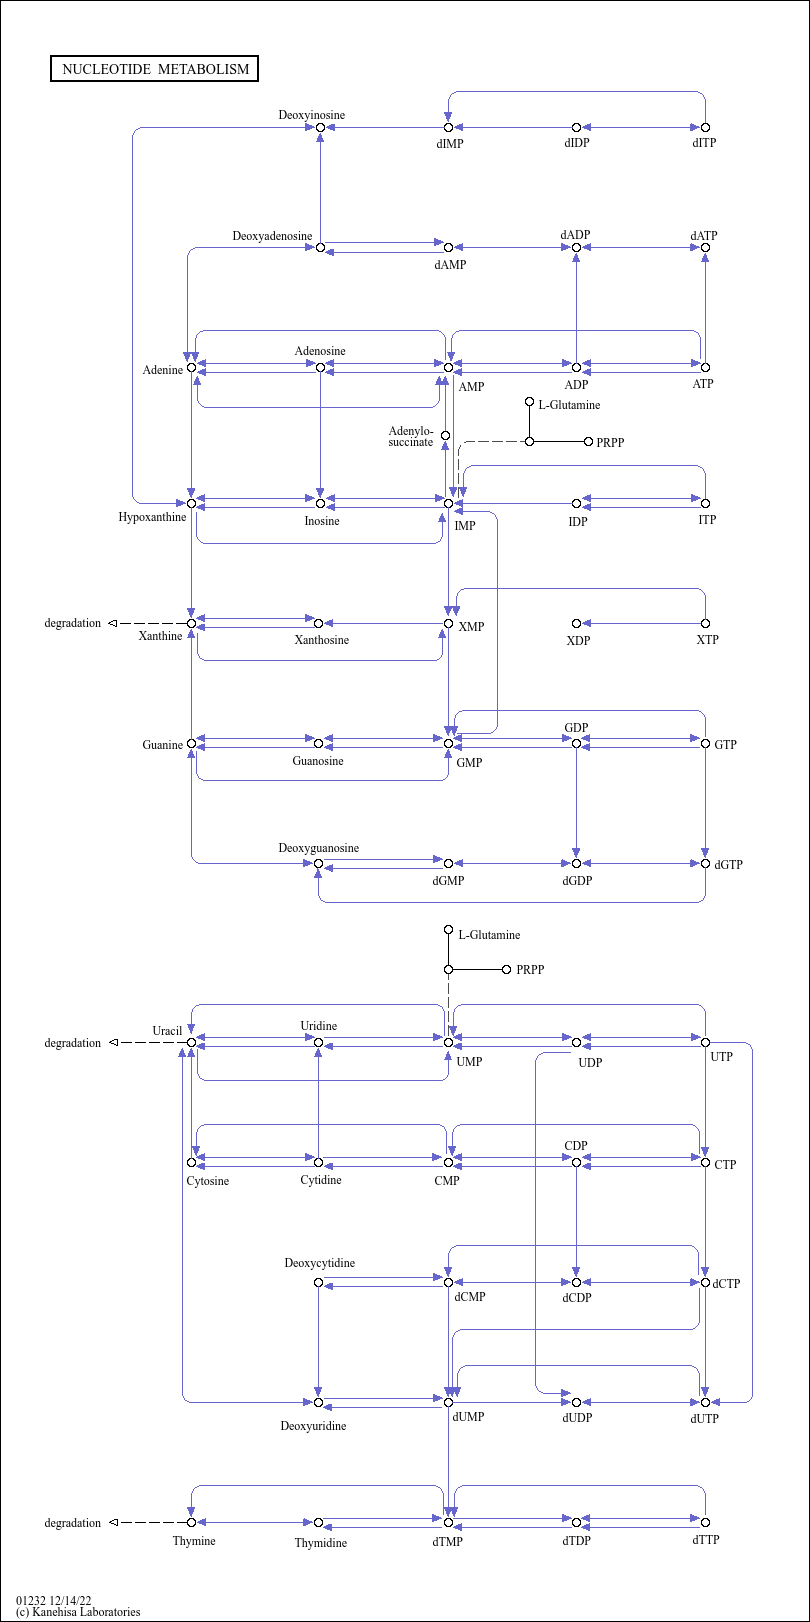 NUCLEOTIDE METABOLISM
Deoxyinosine
dIMP
dIDP
dITP
Deoxyadenosine
dAMP
dADP
dATP
Adenine
Adenosine
AMP
ADP
ATP
L-Glutamine
PRPP
Adenylo-
succinate
Hypoxanthine
Inosine
IMP
IDP
ITP
degradation
Xanthine
Xanthosine
XMP
XDP
XTP
Guanine
Guanosine
GMP
GDP
GTP
Deoxyguanosine
dGMP
dGDP
dGTP
L-Glutamine
PRPP
degradation
Uracil
Uridine
UMP
UDP
UTP
Cytosine
Cytidine
CMP
CDP
CTP
Deoxycytidine
dCMP
dCDP
dCTP
Deoxyuridine
dUMP
dUDP
dUTP
degradation
Thymine
Thymidine
dTMP
dTDP
dTTP
01232 12/14/22
(c) Kanehisa Laboratories